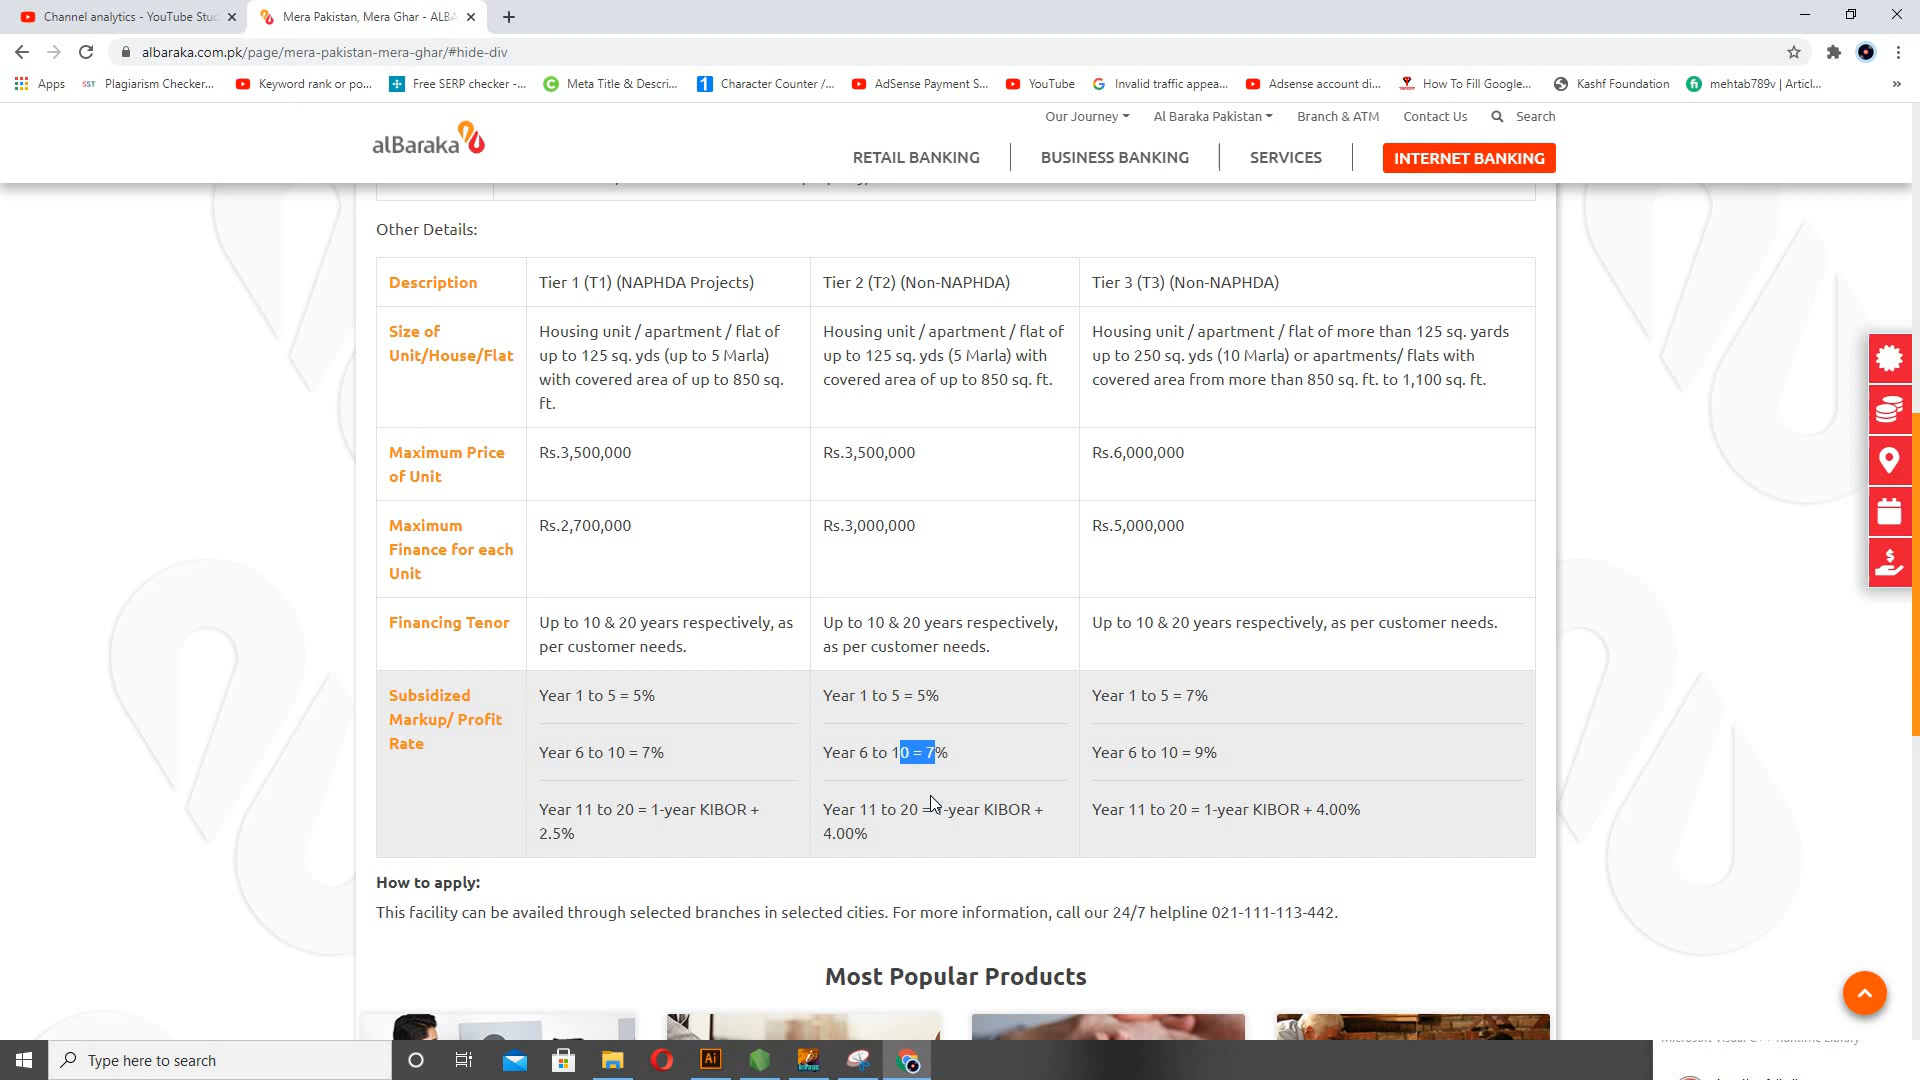 Channel analytics - YouTube Stu
Mera Pakistan, Mera Ghar - ALBA
albaraka.com.pk/page/mera-pakistan-mera-ghar/#hide-div
Apps
SST Plagiarism Checker...
Keyword rank or po...
Free SERP checker -...
Meta Title & Descri...
1 Character Counter /...
AdSense Payment S...
YouTube
Invalid traffic appea...
Adsense account di...
How To Fill Google...
Kashf Foundation
mehtab789v | Articl...
»
Our Journey
Al Baraka Pakistan
Branch & ATM
Contact Us
Search
alBaraka
RETAIL BANKING
BUSINESS BANKING
SERVICES
INTERNET BANKING
Other Details:
Description
Tier 1 (T1) (NAPHDA Projects)
Tier 2 (T2) (Non-NAPHDA)
Tier 3 (T3) (Non-NAPHDA)
Size of
Unit/House/Flat
Housing unit / apartment / flat of
up to 125 sq. yds (up to 5 Marla)
with covered area of up to 850 sq.
ft.
Housing unit / apartment / flat of
up to 125 sq. yds (5 Marla) with
covered area of up to 850 sq. ft.
Housing unit / apartment / flat of more than 125 sq. yards
up to 250 sq. yds (10 Marla) or apartments/ flats with
covered area from more than 850 sq. ft. to 1,100 sq. ft.
Maximum Price
of Unit
Rs.3,500,000
Rs.3,500,000
Rs.6,000,000
Maximum
Finance for each
Unit
Rs.2,700,000
Rs.3,000,000
Rs.5,000,000
Financing Tenor
Up to 10 & 20 years respectively, as
per customer needs.
Up to 10 & 20 years respectively,
as per customer needs.
Up to 10 & 20 years respectively, as per customer needs.
Subsidized
Markup/ Profit
Rate
Year 1 to 5 = 5%
Year 1 to 5 = 5%
Year 1 to 5 = 7%
Year 6 to 10 = 7%
Year 6 to 10 = 7%
Year 6 to 10 = 9%
Year 11 to 20 = 1-year KIBOR +
2.5%
Year 11 to 20 = 1-year KIBOR +
4.00%
Year 11 to 20 = 1-year KIBOR + 4.00%
How to apply:
This facility can be availed through selected branches in selected cities. For more information, call our 24/7 helpline 021-111-113-442.
Most Popular Products
Type here to search
Ai